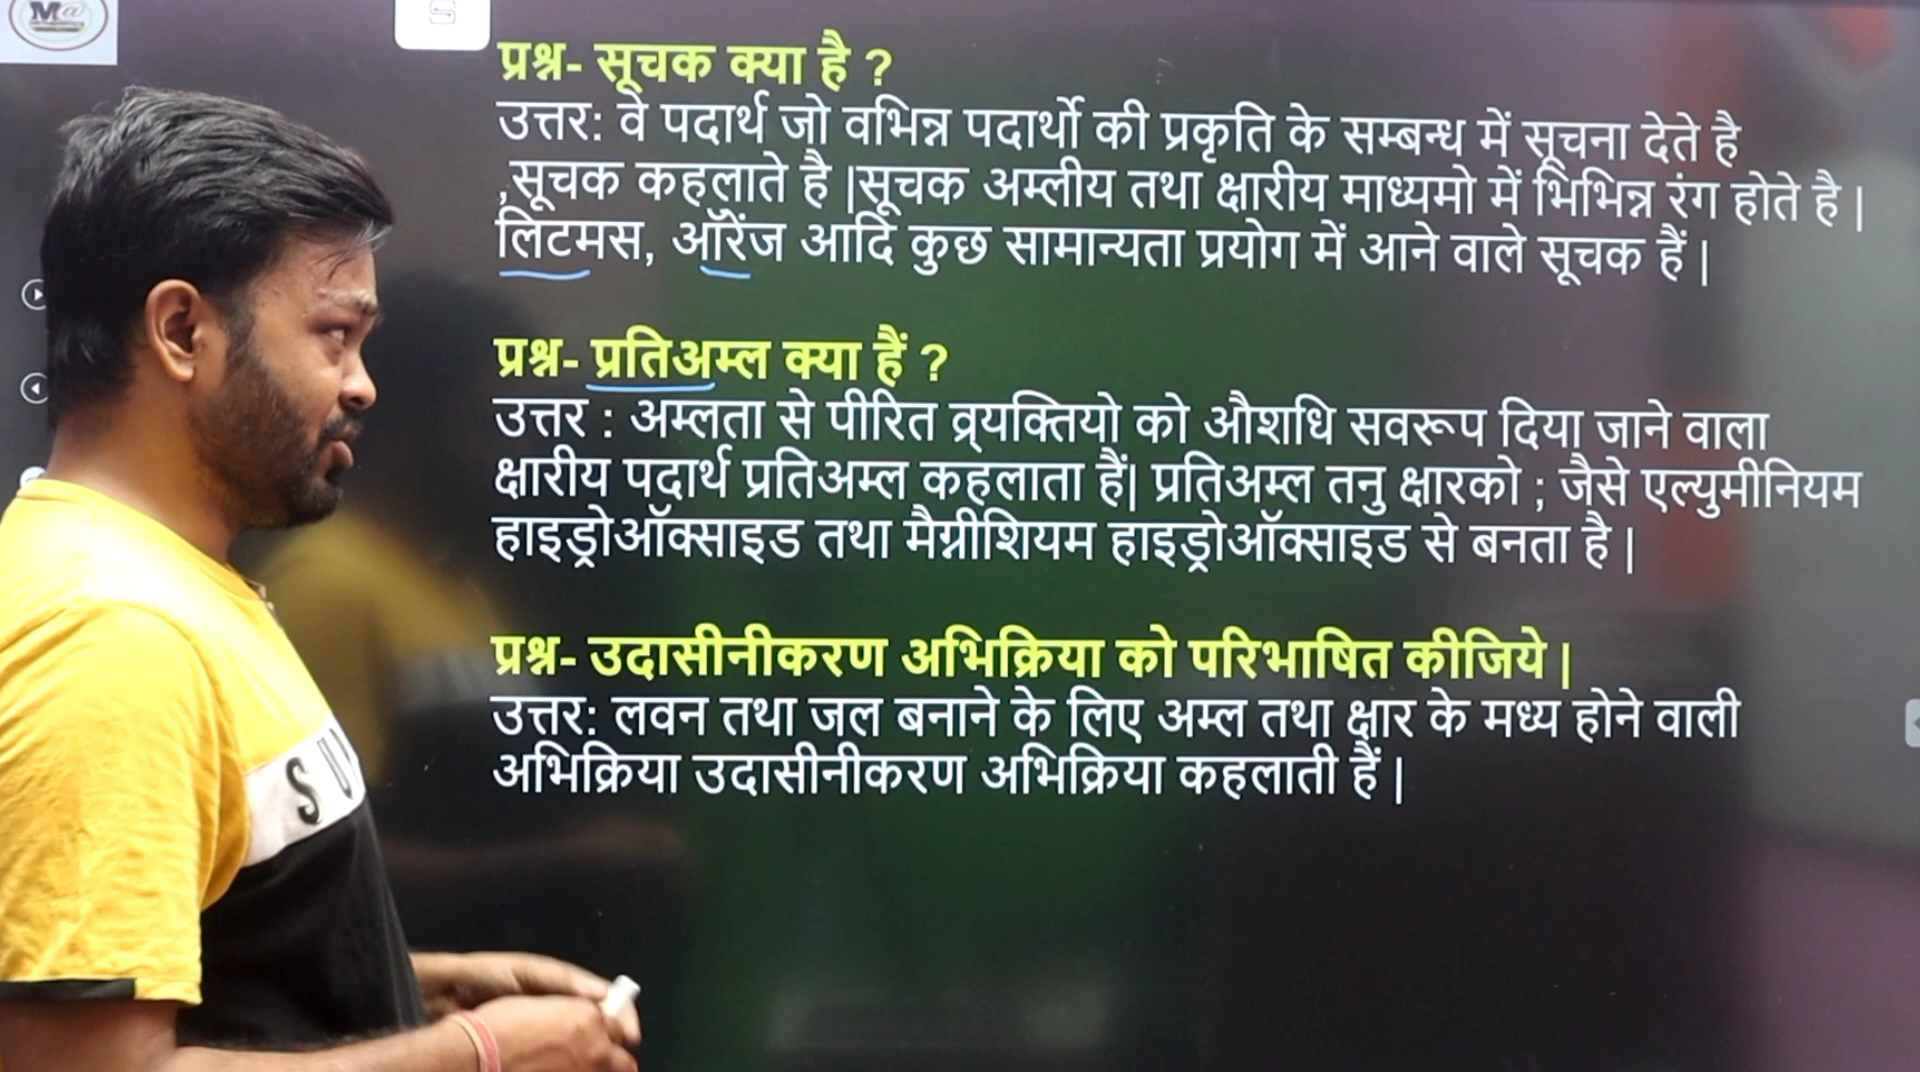 M@
S
प्रश्न- सूचक क्या है ?
उत्तर: वे पदार्थ जो वभिन्न पदार्थो की प्रकृति के सम्बन्ध में सूचना देते है
,सूचक कहलाते है |सूचक अम्लीय तथा क्षारीय माध्यमो में भिभिन्न रंग होते है |
लिटमस, ऑरेंज आदि कुछ सामान्यता प्रयोग में आने वाले सूचक हैं |
प्रश्न- प्रतिअम्ल क्या हैं ?
उत्तर : अम्लता से पीरित व्र्यक्तियो को औशधि सवरूप दिया जाने वाला
क्षारीय पदार्थ प्रतिअम्ल कहलाता हैं| प्रतिअम्ल तनु क्षारको ; जैसे एल्युमीनियम
हाइड्रोऑक्साइड तथा मैग्नीशियम हाइड्रोऑक्साइड से बनता है |
प्रश्न- उदासीनीकरण अभिक्रिया को परिभाषित कीजिये |
उत्तर: लवन तथा जल बनाने के लिए अम्ल तथा क्षार के मध्य होने वाली
अभिक्रिया उदासीनीकरण अभिक्रिया कहलाती हैं |
S U